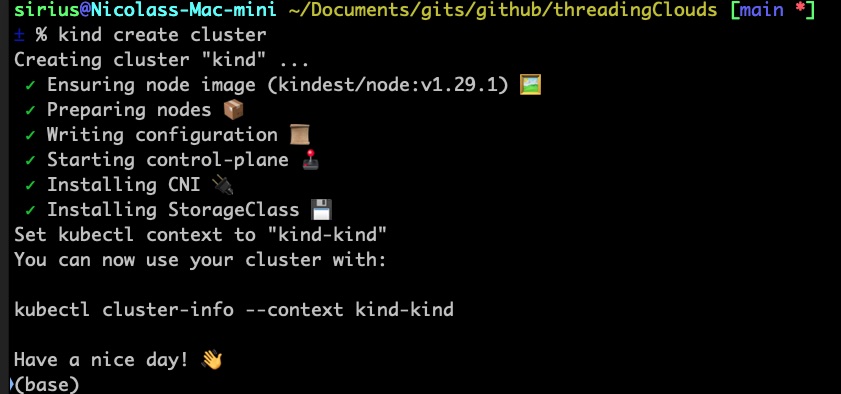 sirius@Nicolass-Mac-mini ~/Documents/gits/github/threadingClouds [main *]
± % kind create cluster
Creating cluster "kind" ...
✓ Ensuring node image (kindest/node:v1.29.1) 🖼
✓ Preparing nodes 📦
✓ Writing configuration 📜
✓ Starting control-plane 🕹️
✓ Installing CNI 🔌
✓ Installing StorageClass 💾
Set kubectl context to "kind-kind"
You can now use your cluster with:

kubectl cluster-info --context kind-kind

Have a nice day! 👋
(base)